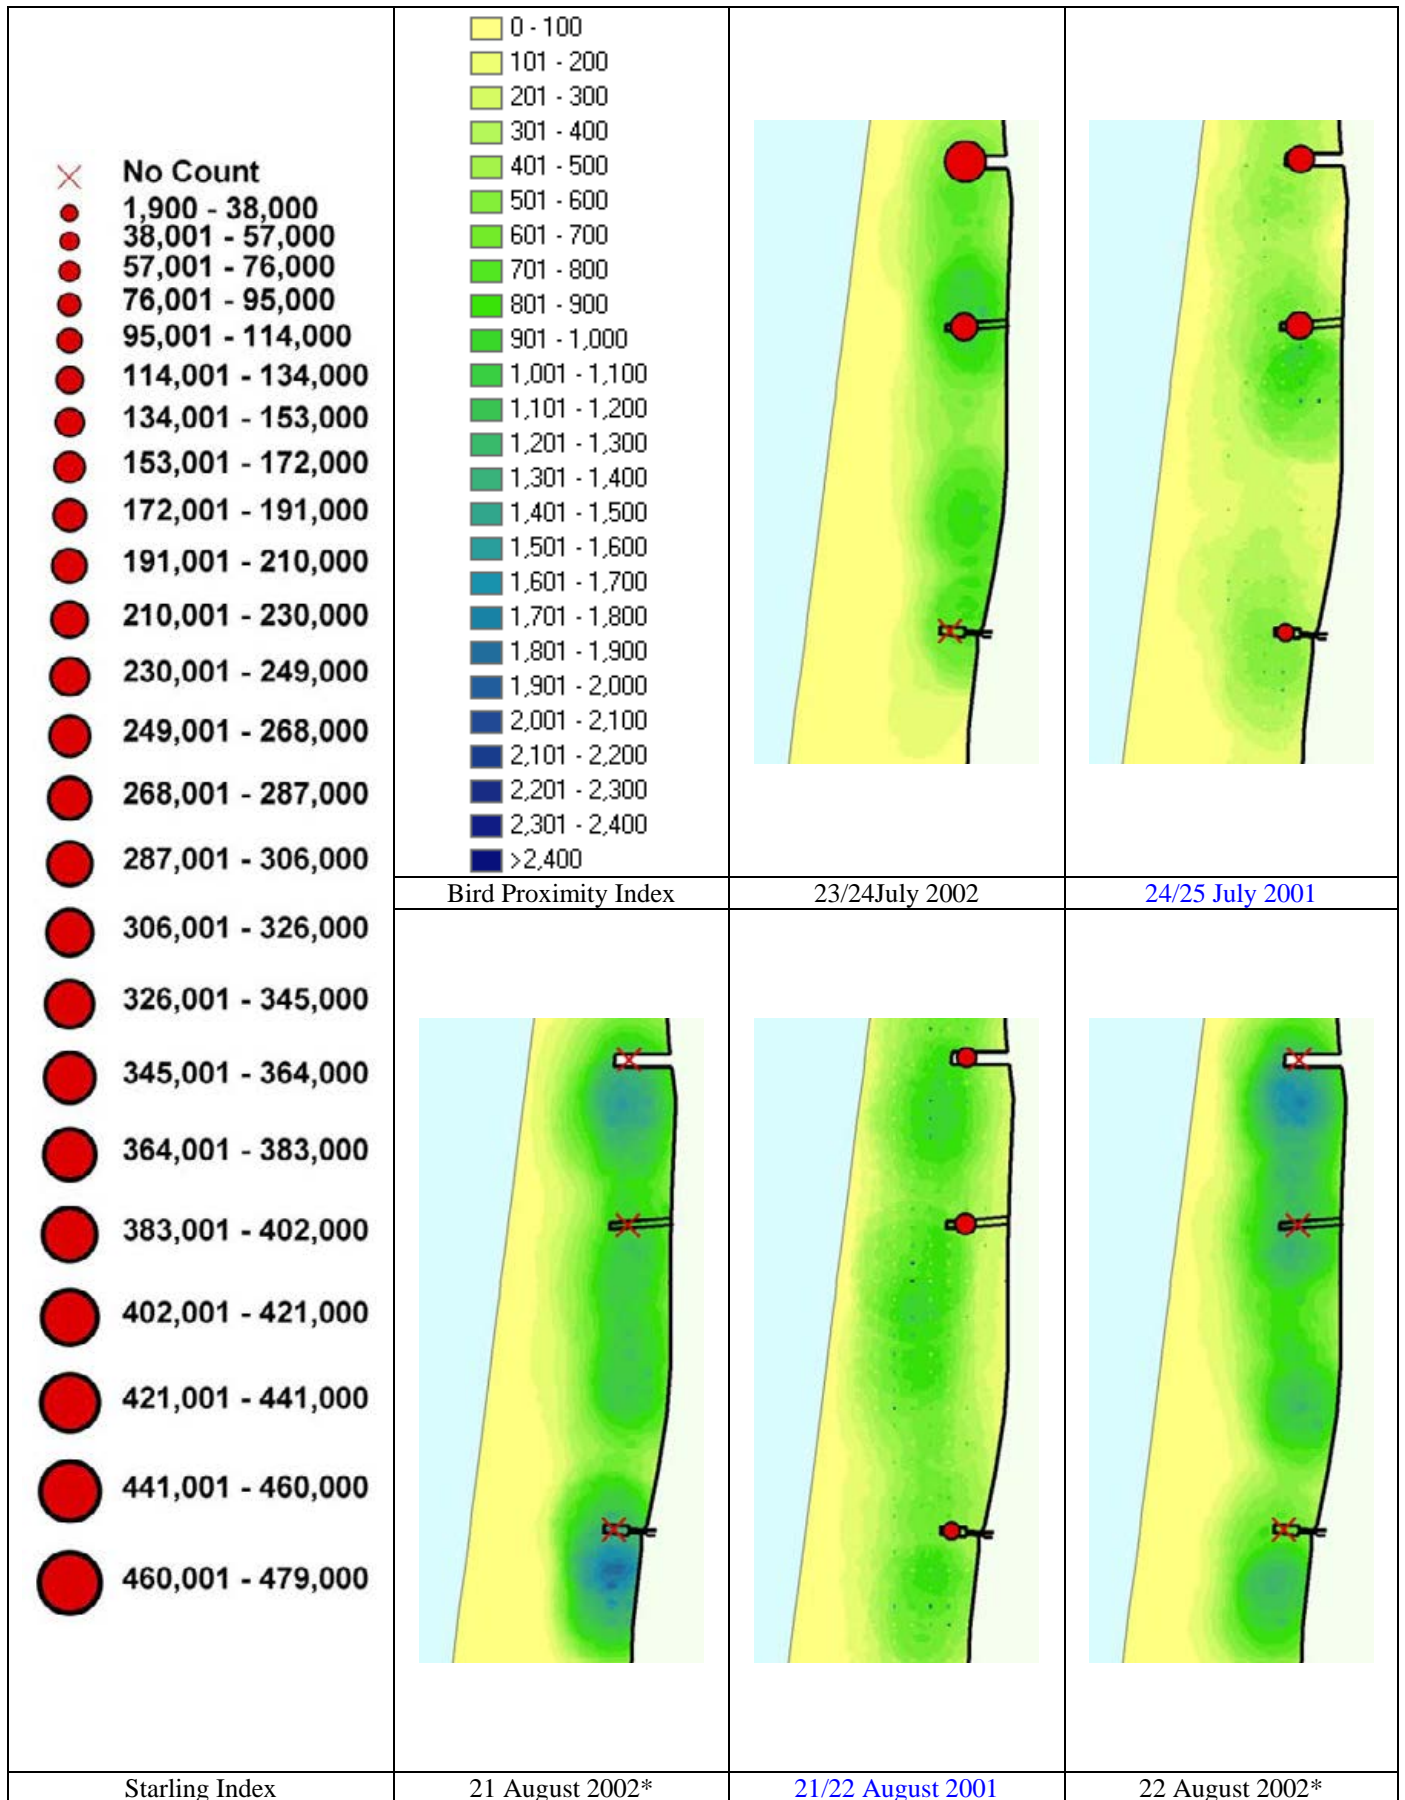 No Count
1,900 - 38,000
38,001 - 57,000
57,001 - 76,000
76,001 - 95,000
95,001 - 114,000
114,001 - 134,000
134,001 - 153,000
153,001 - 172,000
172,001 - 191,000
191,001 - 210,000
210,001 - 230,000
230,001 - 249,000
249,001 - 268,000
268,001 - 287,000
287,001 - 306,000
306,001 - 326,000
326,001 - 345,000
345,001 - 364,000
364,001 - 383,000
383,001 - 402,000
402,001 - 421,000
421,001 - 441,000
441,001 - 460,000
460,001 - 479,000
Starling Index
0 - 100
101 - 200
201 - 300
301 - 400
401 - 500
501 - 600
601 - 700
701 - 800
801 - 900
901 - 1,000
1,001 - 1,100
1,101 - 1,200
1,201 - 1,300
1,301 - 1,400
1,401 - 1,500
1,501 - 1,600
1,601 - 1,700
1,701 - 1,800
1,801 - 1,900
1,901 - 2,000
2,001 - 2,100
2,101 - 2,200
2,201 - 2,300
2,301 - 2,400
>2,400
Bird Proximity Index
23/24July 2002
24/25 July 2001
21 August 2002*
21/22 August 2001
22 August 2002*